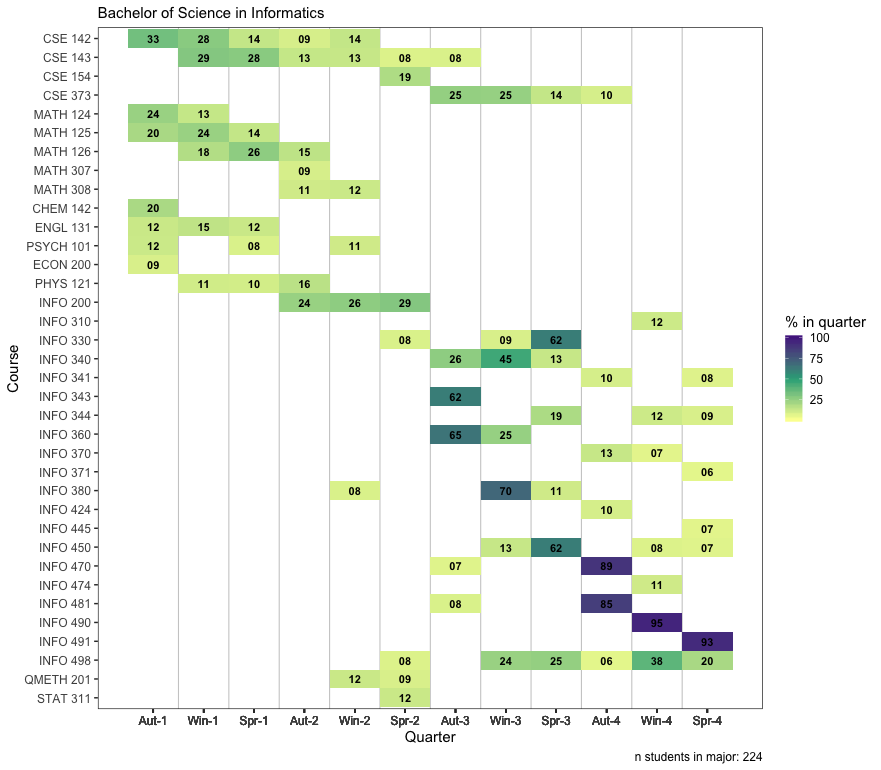 Bachelor of Science in Informatics
CSE 142 33 28 14 09 14
CSE 143 29 28 13 13 08 08
CSE 154 19
CSE 373 25 25 14 10
MATH 124 24 13
MATH 125 20 24 14
MATH 126 18 26 15
MATH 307 09
MATH 308 11 12
CHEM 142 20
ENGL 131 12 15 12
PSYCH 101 12 08 11
ECON 200 09
PHYS 121 11 10 16
INFO 200 24 26 29
INFO 310 12
INFO 330 08 09 62
INFO 340 26 45 13
INFO 341 10 08
INFO 343 62
INFO 344 19 12 09
INFO 360 65 25
INFO 370 13 07
INFO 371 06
INFO 380 08 70 11
INFO 424 10
INFO 445 07
INFO 450 13 62 08 07
INFO 470 07 89
INFO 474 11
INFO 481 08 85
INFO 490 95
INFO 491 93
INFO 498 08 24 25 06 38 20
QMETH 201 12 09
STAT 311 12
Course
Aut-1 Win-1 Spr-1 Aut-2 Win-2 Spr-2 Aut-3 Win-3 Spr-3 Aut-4 Win-4 Spr-4
Quarter
% in quarter
100
75
50
25
n students in major: 224